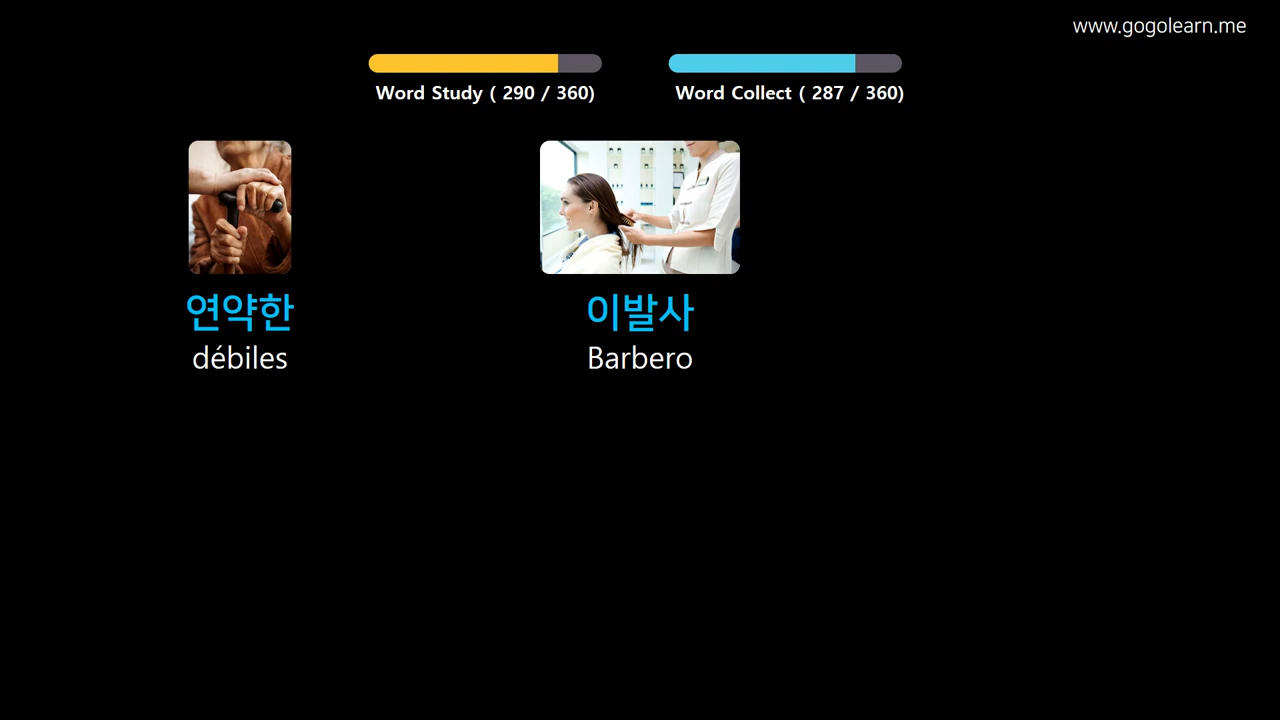 www.gogolearn.me
Word Study ( 290 / 360)
Word Collect ( 287 / 360)
연약한
débiles
이발사
Barbero